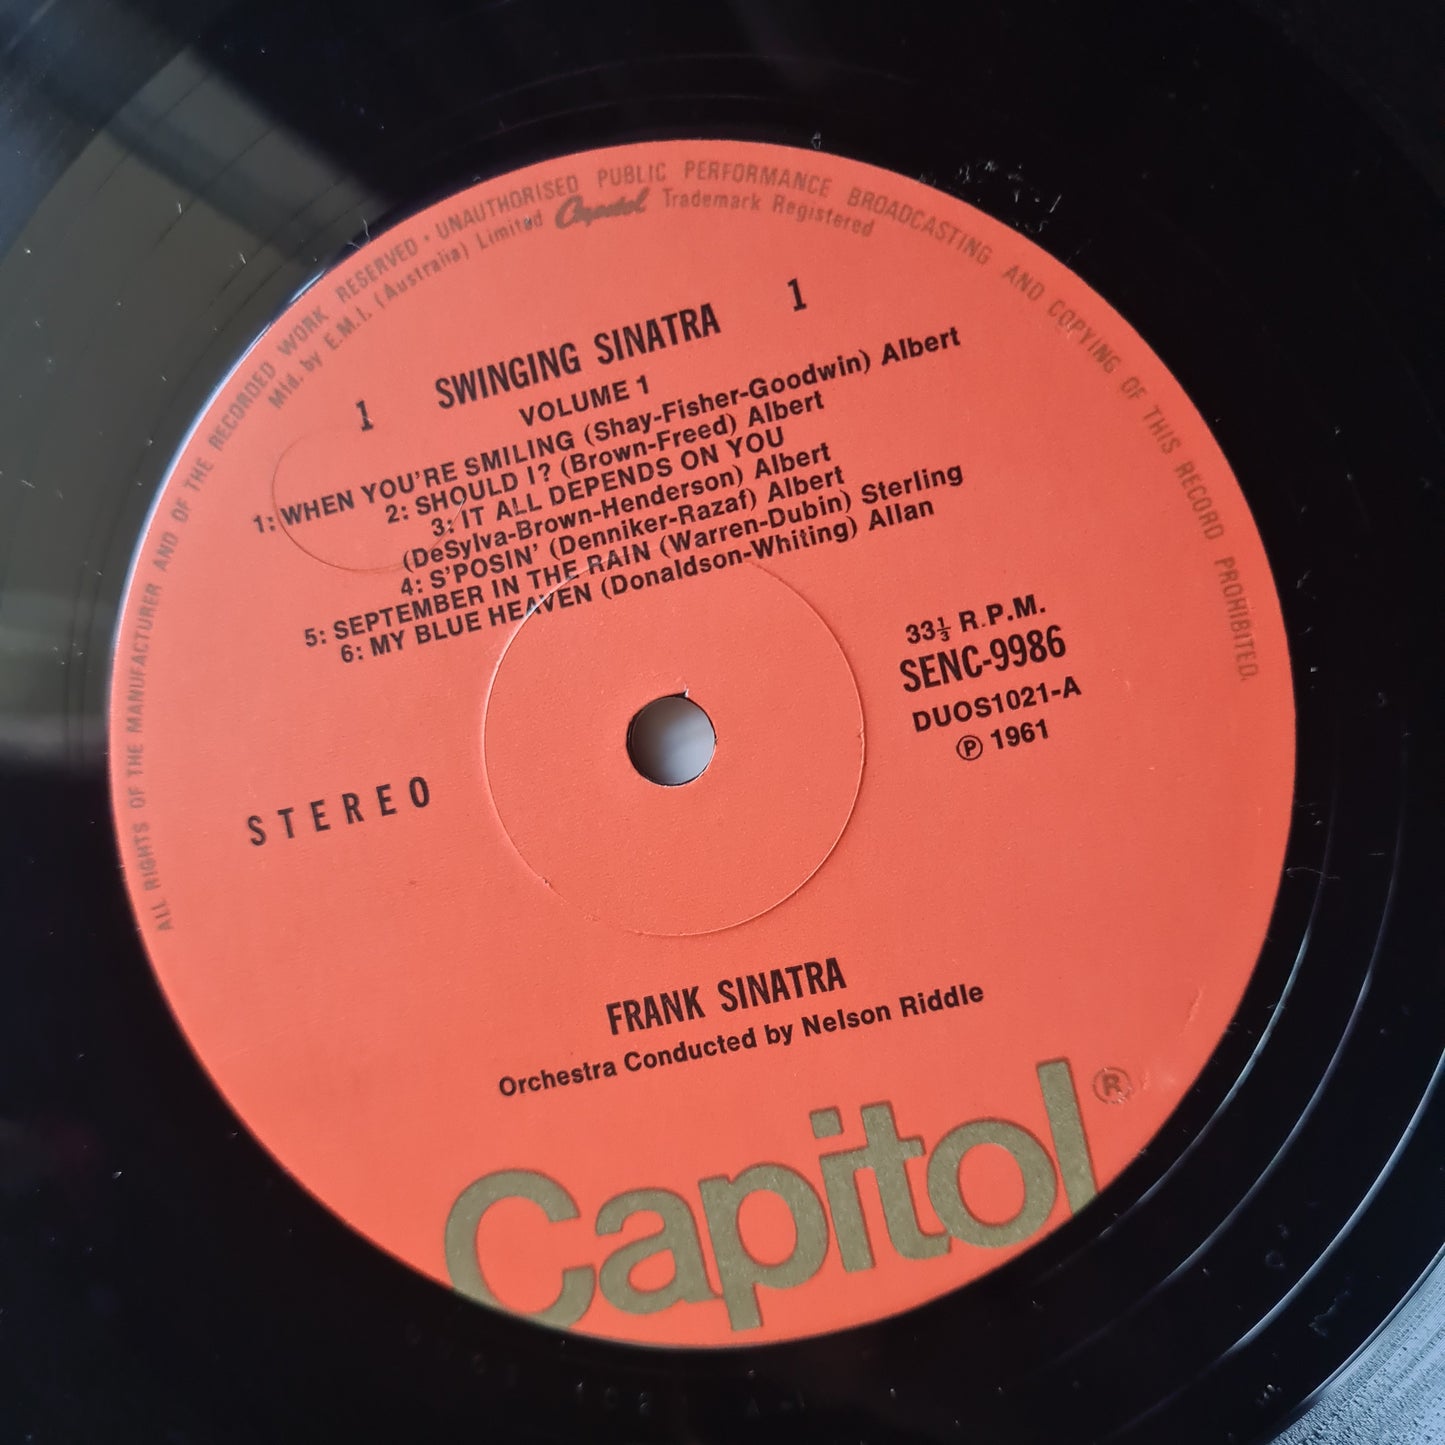 ALL RIGHTS OF THE MANUFACTURER AND OF THE RECORDED WORK RESERVED · UNAUTHORISED PUBLIC PERFORMANCE BROADCASTING AND COPYING OF THIS RECORD PROHIBITED.
Mfd. by E.M.I. (Australia) Limited Capitol Trademark Registered
1 SWINGING SINATRA 1
VOLUME 1
1: WHEN YOU'RE SMILING (Shay-Fisher-Goodwin) Albert
2: SHOULD I? (Brown-Freed) Albert
3: IT ALL DEPENDS ON YOU
(DeSylva-Brown-Henderson) Albert
4: S'POSIN' (Denniker-Razaf) Albert
5: SEPTEMBER IN THE RAIN (Warren-Dubin) Sterling
6: MY BLUE HEAVEN (Donaldson-Whiting) Allan
33⅓ R.P.M.
SENC-9986
DUOS1021-A
℗ 1961
STEREO
FRANK SINATRA
Orchestra Conducted by Nelson Riddle
Capitol®